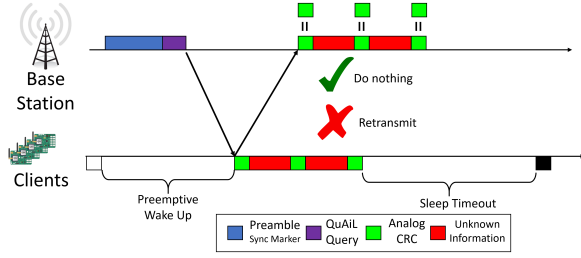 Base
Station
Do nothing
Retransmit
Clients
Preemptive
Wake Up
Sleep Timeout
Preamble
Sync Marker
QuAiL
Query
Analog
CRC
Unknown
Information